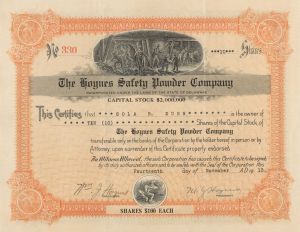 No 330
Shares
The Hoynes Safety Powder Company
INCORPORATED UNDER THE LAWS OF THE STATE OF DELAWARE
CAPITAL STOCK $2,000,000
This Certifies that is the owner of
TEN (10) Shares of the Capital Stock of
The Hoynes Safety Powder Company
transferable only on the books of the Corporation by the holder hereof in person or by
Attorney upon surrender of this Certificate properly endorsed.
In Witness Whereof, the said Corporation has caused this Certificate to be signed
by its duly authorized officers and to be sealed with the Seal of the Corporation
Fourteenth day of November A.D. 19
SHARES $100 EACH